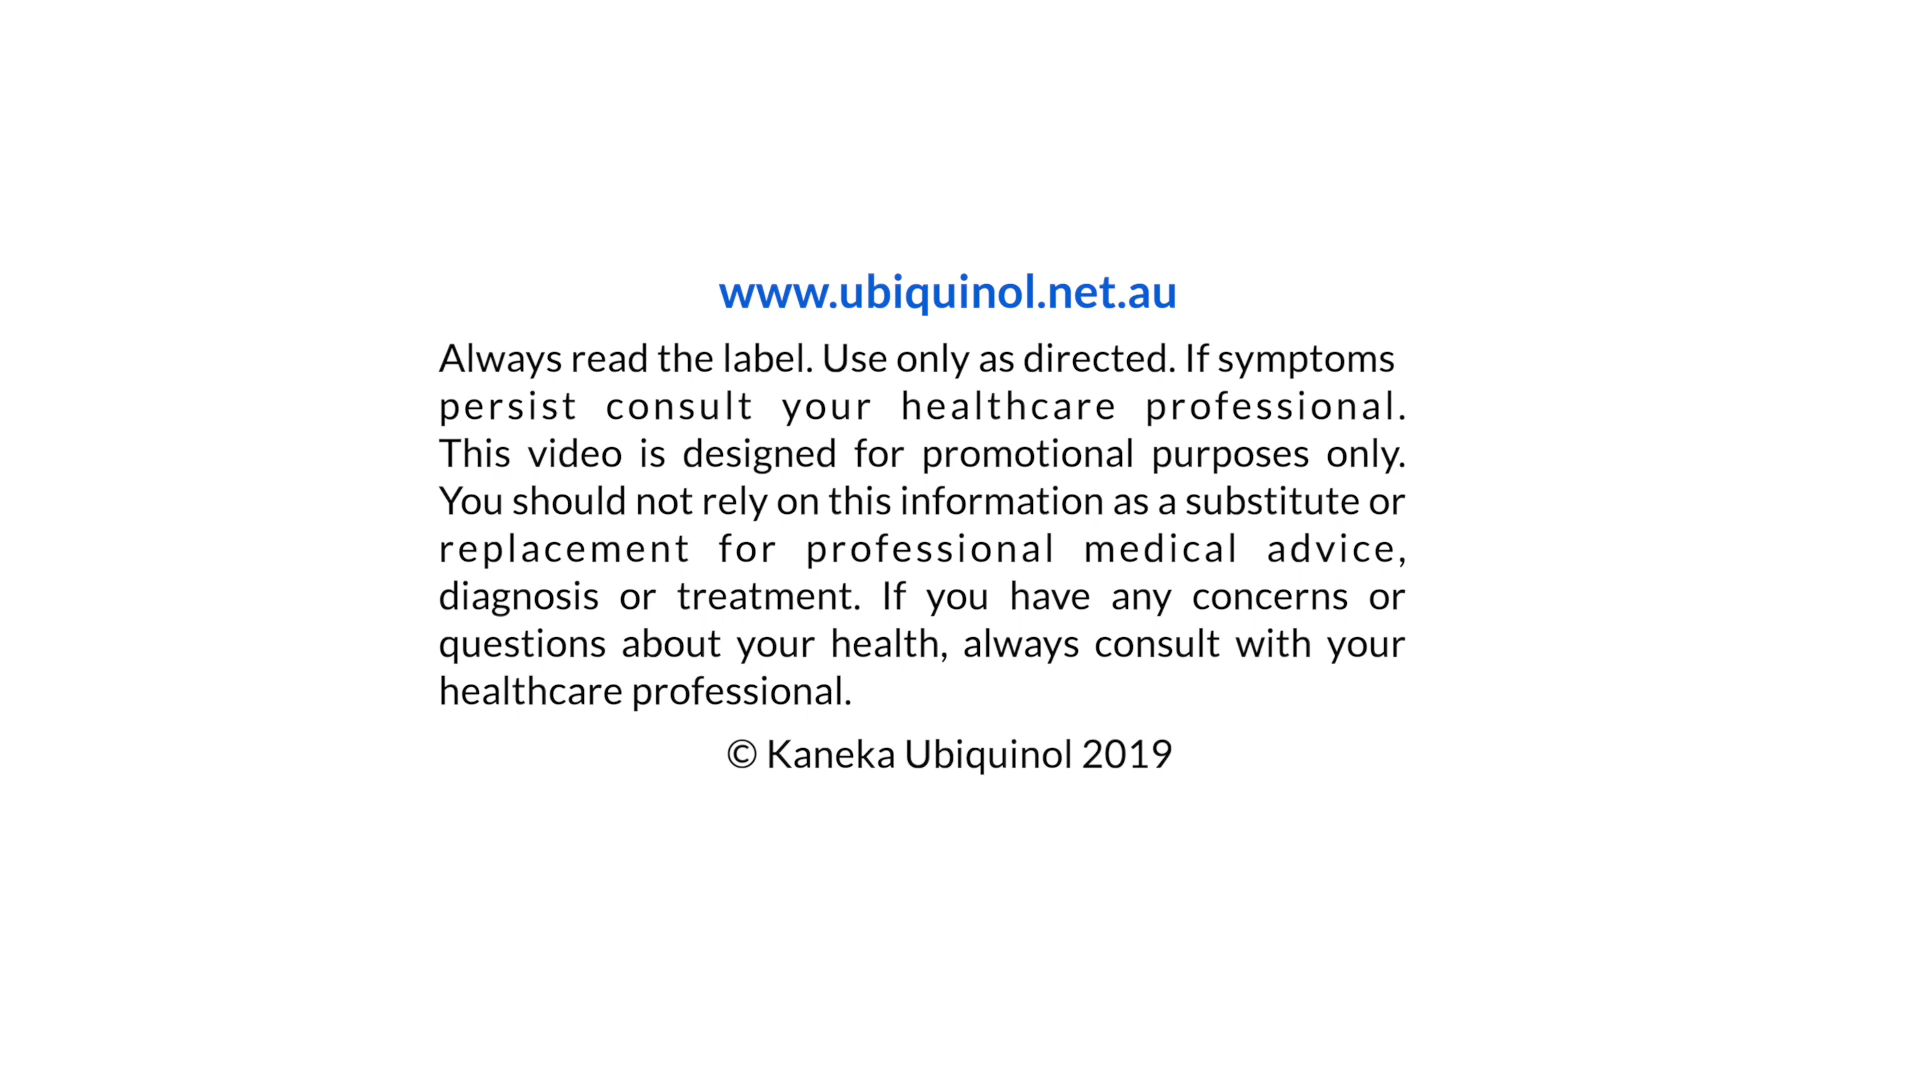 www.ubiquinol.net.au
Always read the label. Use only as directed. If symptoms
persist consult your healthcare professional.
This video is designed for promotional purposes only.
You should not rely on this information as a substitute or
replacement for professional medical advice,
diagnosis or treatment. If you have any concerns or
questions about your health, always consult with your
healthcare professional.
© Kaneka Ubiquinol 2019